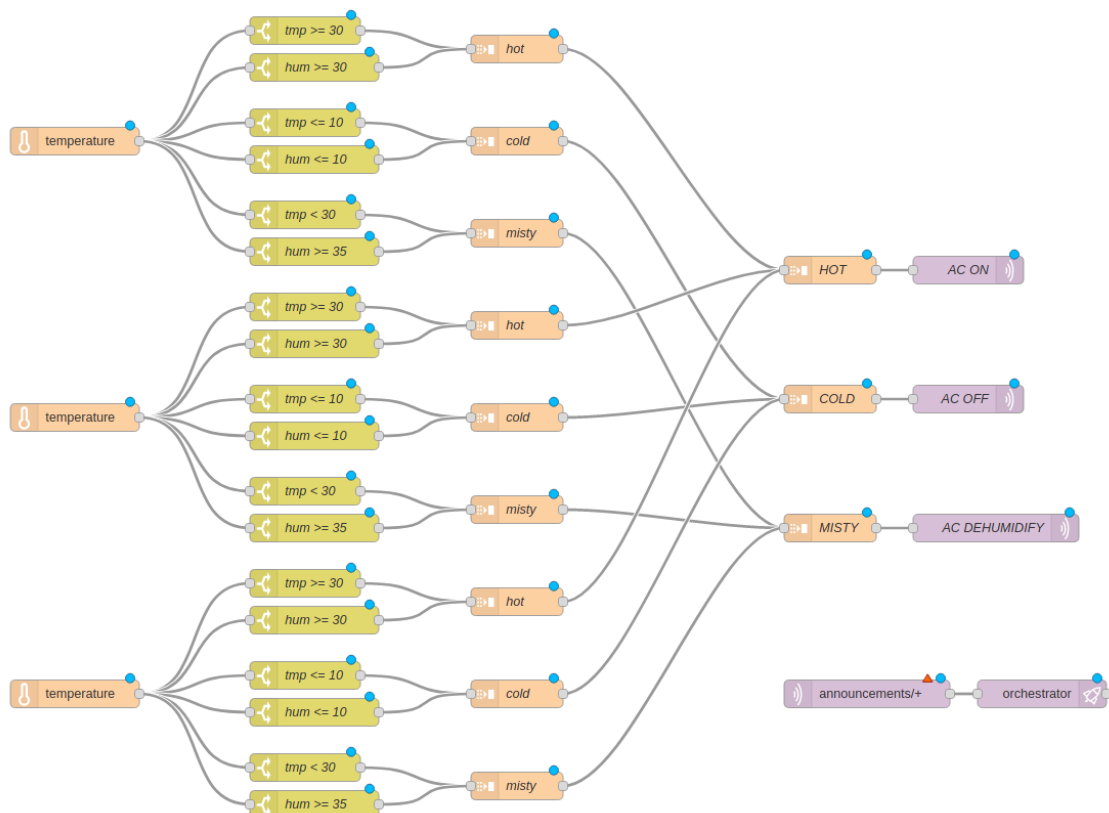 tmp >= 30
hot
hum >= 30
tmp <= 10
temperature
cold
hum <= 10
tmp < 30
misty
hum >= 35
HOT
AC ON
tmp >= 30
hot
hum >= 30
tmp <= 10
COLD
AC OFF
temperature
cold
hum <= 10
tmp < 30
misty
hum >= 35
MISTY
AC DEHUMIDIFY
tmp >= 30
hot
hum >= 30
tmp <= 10
temperature
cold
announcements/+
orchestrator
hum <= 10
tmp < 30
misty
hum >= 35